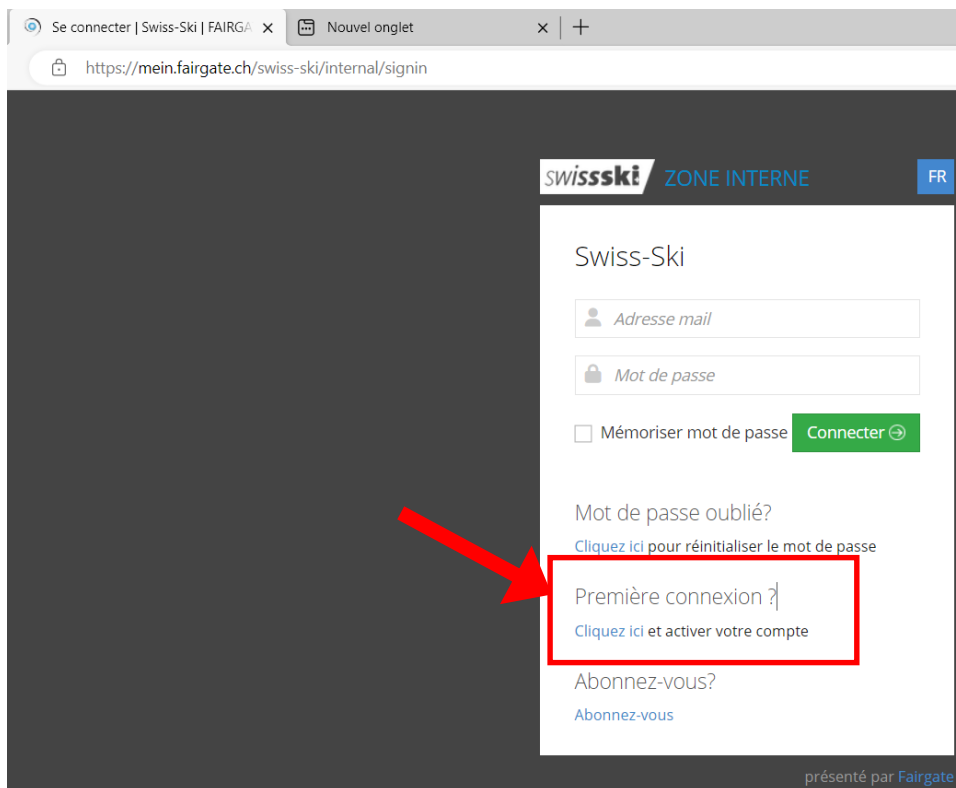 Se connecter | Swiss-Ski | FAIRGA
Nouvel onglet
https://mein.fairgate.ch/swiss-ski/internal/signin
swissski ZONE INTERNE FR
Swiss-Ski
Adresse mail
Mot de passe
Mémoriser mot de passe Connecter
Mot de passe oublié?
Cliquez ici pour réinitialiser le mot de passe
Première connexion ?
Cliquez ici et activer votre compte
Abonnez-vous?
Abonnez-vous
présenté par Fairgate